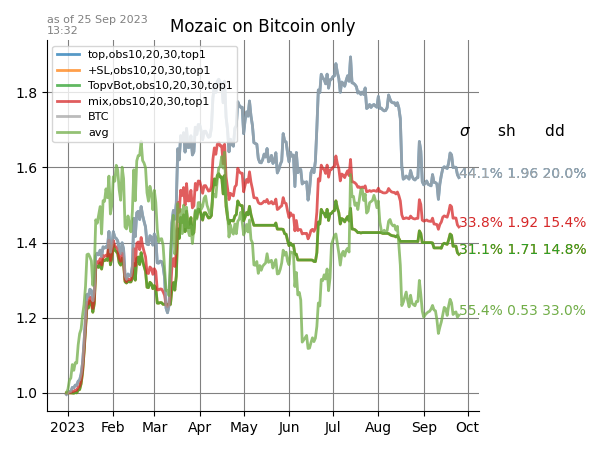 as of 25 Sep 2023
13:32
Mozaic on Bitcoin only
top,obs10,20,30,top1
+SL,obs10,20,30,top1
TopvBot,obs10,20,30,top1
mix,obs10,20,30,top1
BTC
avg
σ sh dd
44.1% 1.96 20.0%
33.8% 1.92 15.4%
31.1% 1.71 14.8%
55.4% 0.53 33.0%
1.8
1.6
1.4
1.2
1.0
2023 Feb Mar Apr May Jun Jul Aug Sep Oct